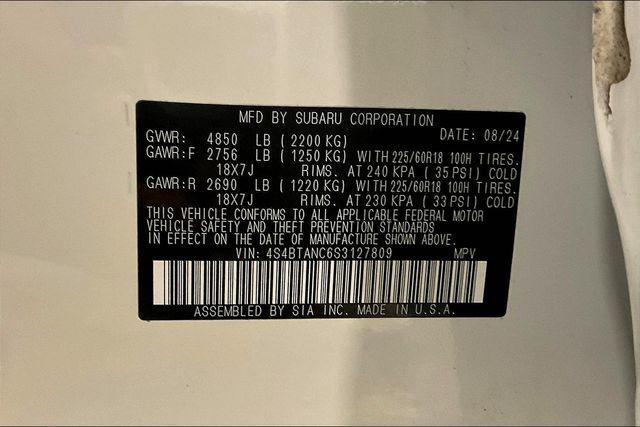 MFD BY SUBARU CORPORATION
GVWR: 4850 LB ( 2200 KG) DATE: 08/24
GAWR:F 2756 LB ( 1250 KG) WITH 225/60R18 100H TIRES.
18X7J RIMS. AT 240 KPA ( 35 PSI) COLD
GAWR:R 2690 LB ( 1220 KG) WITH 225/60R18 100H TIRES.
18X7J RIMS. AT 230 KPA ( 33 PSI) COLD
THIS VEHICLE CONFORMS TO ALL APPLICABLE FEDERAL MOTOR
VEHICLE SAFETY AND THEFT PREVENTION STANDARDS
IN EFFECT ON THE DATE OF MANUFACTURE SHOWN ABOVE.
VIN: 4S4BTANC6S3127809 MPV
ASSEMBLED BY SIA INC. MADE IN U.S.A.